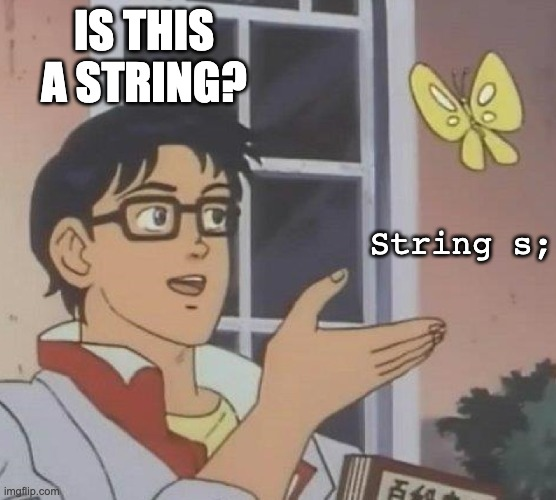 IS THIS
A STRING?
String s;
imgflip.com